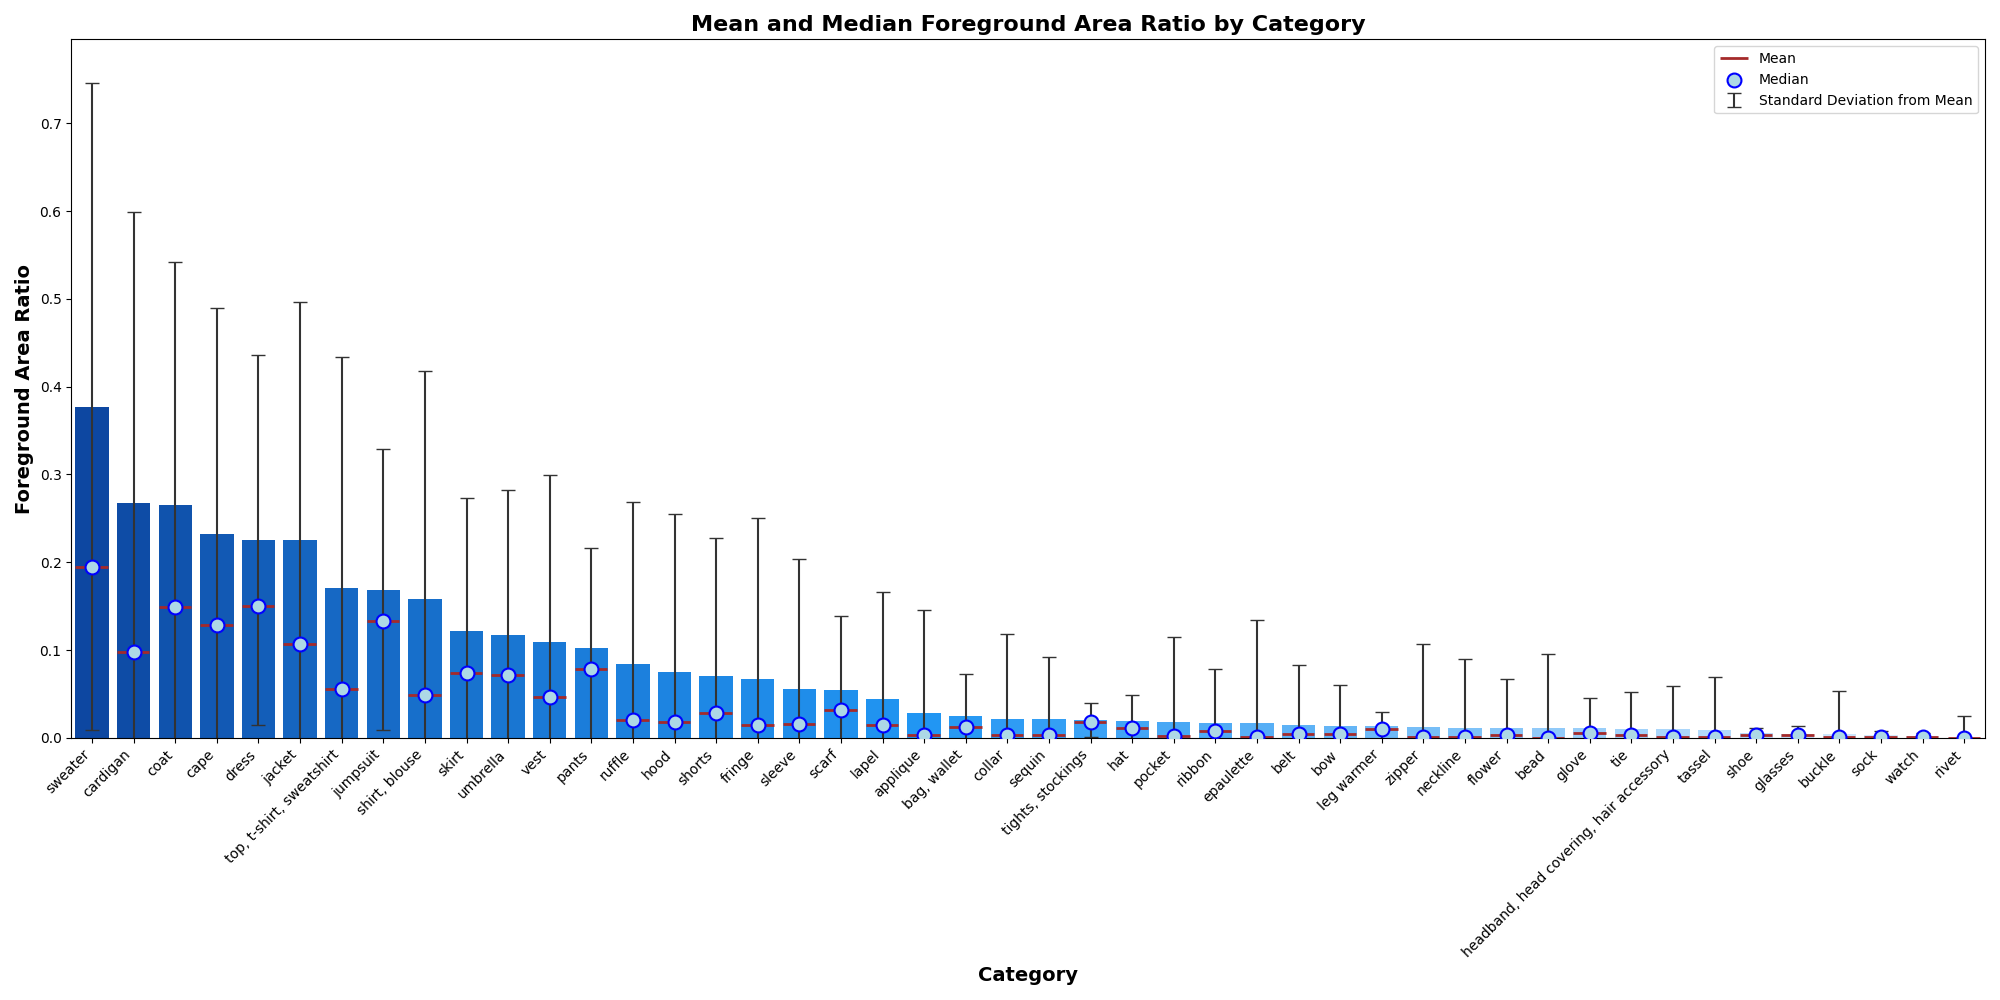 Mean and Median Foreground Area Ratio by Category
Mean
Median
Standard Deviation from Mean
Foreground Area Ratio
0.7
0.6
0.5
0.4
0.3
0.2
0.1
0.0
sweater
cardigan
coat
cape
dress
jacket
top, t-shirt, sweatshirt
jumpsuit
shirt, blouse
skirt
umbrella
vest
pants
ruffle
hood
shorts
fringe
sleeve
scarf
lapel
applique
bag, wallet
collar
sequin
tights, stockings
hat
pocket
ribbon
epaulette
belt
bow
leg warmer
zipper
neckline
flower
bead
glove
tie
headband, head covering, hair accessory
tassel
shoe
glasses
buckle
sock
watch
rivet
Category